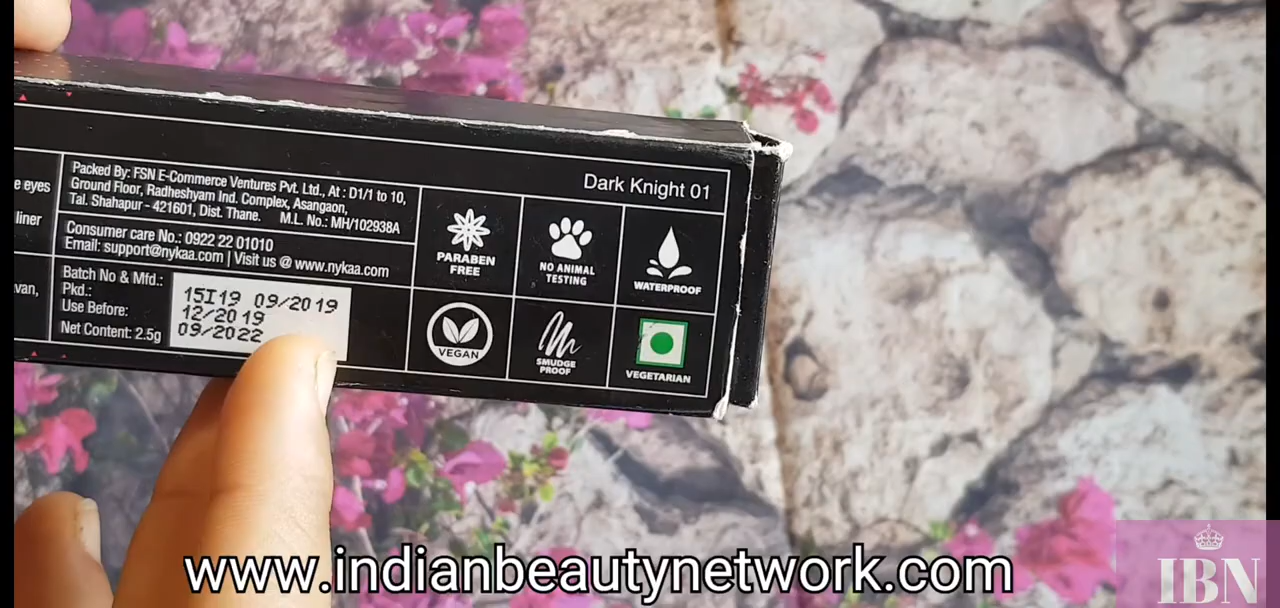 Dark Knight 01
e eyes
liner
van,
Packed By: FSN E-Commerce Ventures Pvt. Ltd., At : D1/1 to 10,
Ground Floor, Radheshyam Ind. Complex, Asangaon,
Tal. Shahapur - 421601, Dist. Thane. M.L. No.: MH/102938A
Consumer care No.: 0922 22 01010
Email: support@nykaa.com | Visit us @ www.nykaa.com
Batch No & Mfd.: 15I19 09/2019
Pkd.: 12/2019
Use Before: 09/2022
Net Content: 2.5g
PARABEN
FREE
NO ANIMAL
TESTING
WATERPROOF
VEGAN
SMUDGE
PROOF
VEGETARIAN
www.indianbeautynetwork.com
IBN